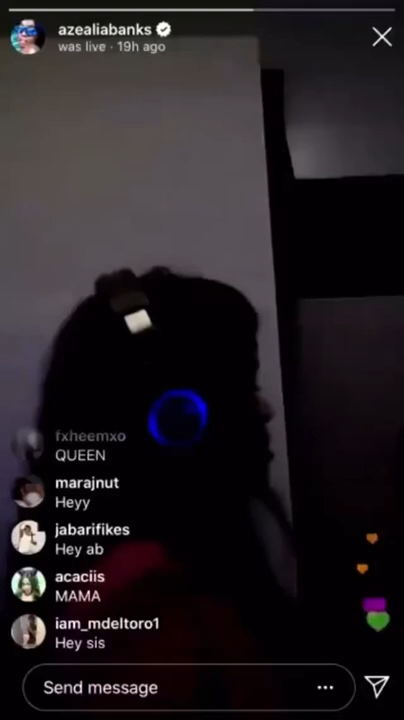 azealiabanks
was live · 19h ago
fxheemxo
QUEEN
marajnut
Heyy
jabarifikes
Hey ab
acaciis
MAMA
iam_mdeltoro1
Hey sis
Send message